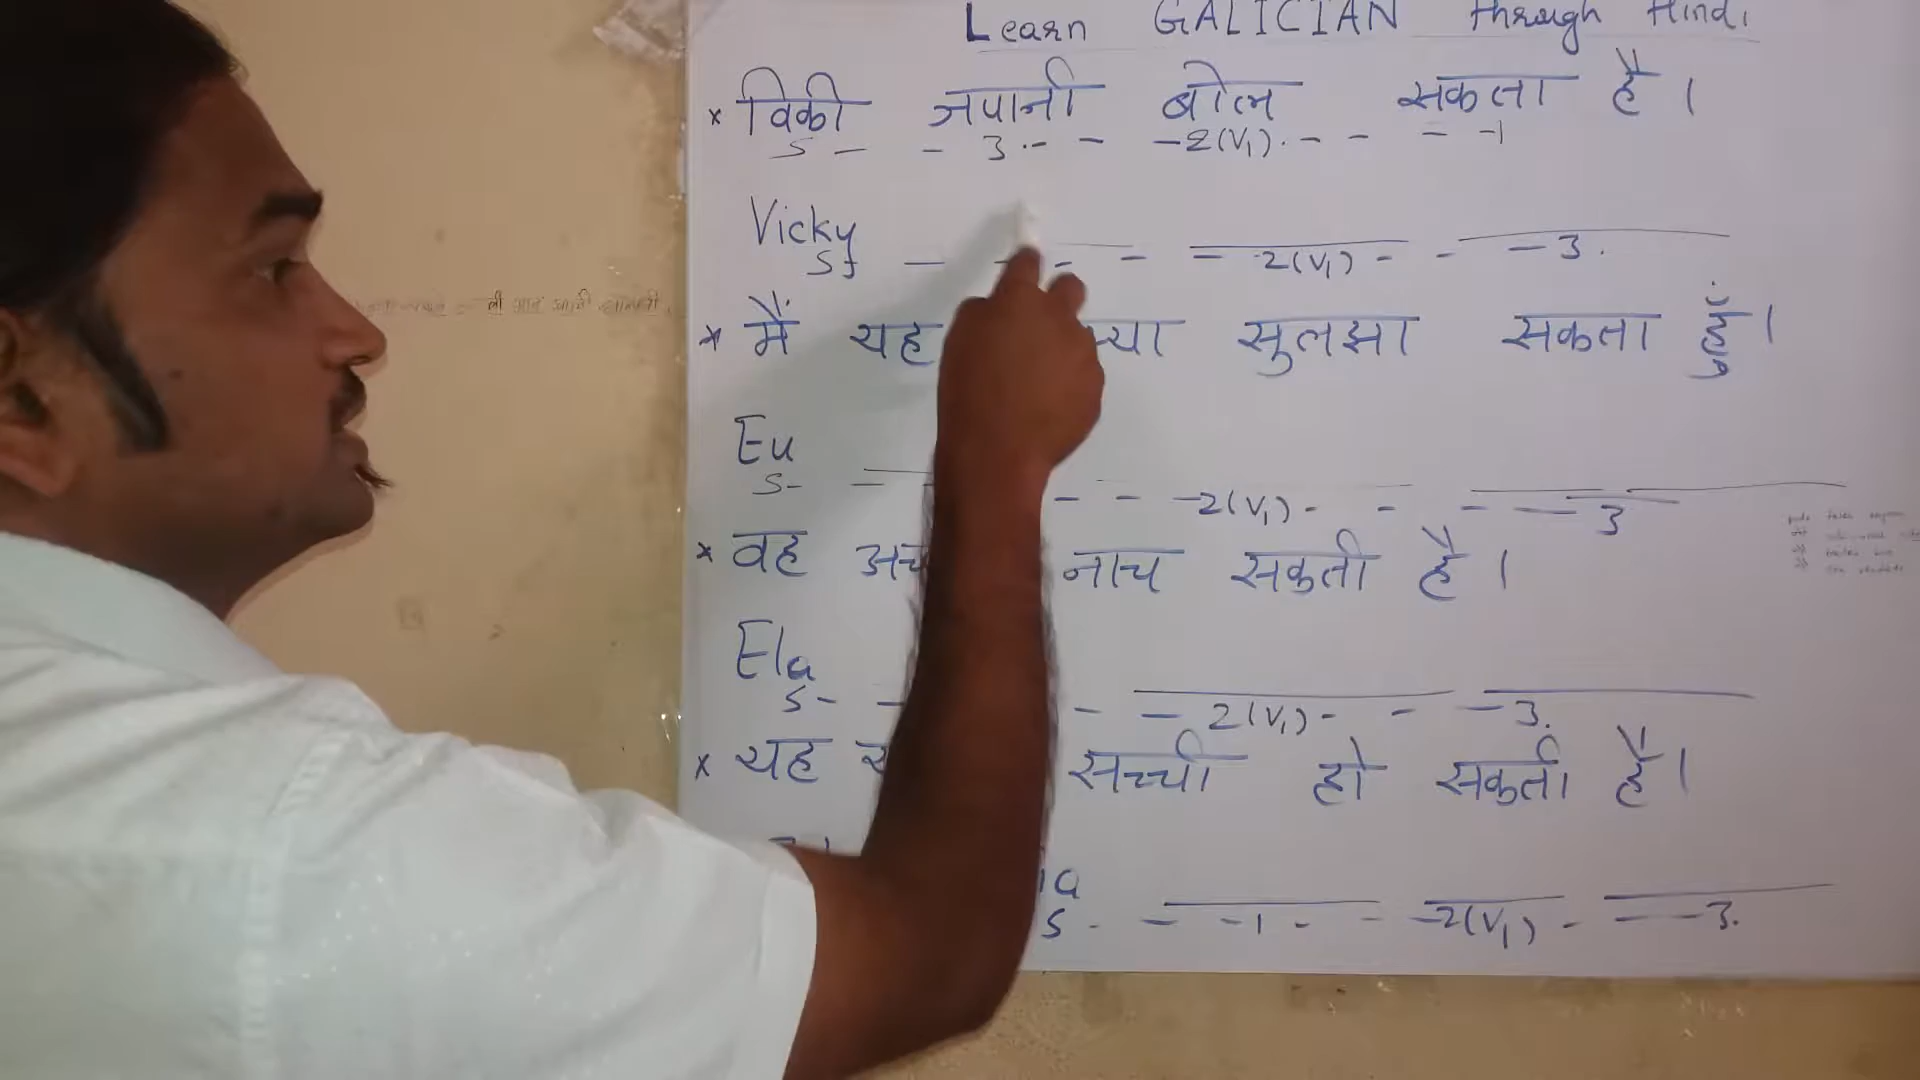 Learn GALICIAN through Hindi
× विकी जपानी बोल सकता है।
S - - 3 - - - 2(V1) - - - - 1
Vicky
S - - - - - 2(V1) - - - 3.
* मैं यह सुलझा सकता हूँ।
Eu
S - - - - - 2(V1) - - - 3
× वह नाच सकती है।
Ela
S - - - - 2(V1) - - - 3.
× यह सच्ची हो सकती है।
S - - - 1 - - - 2(V1) - - - 3.